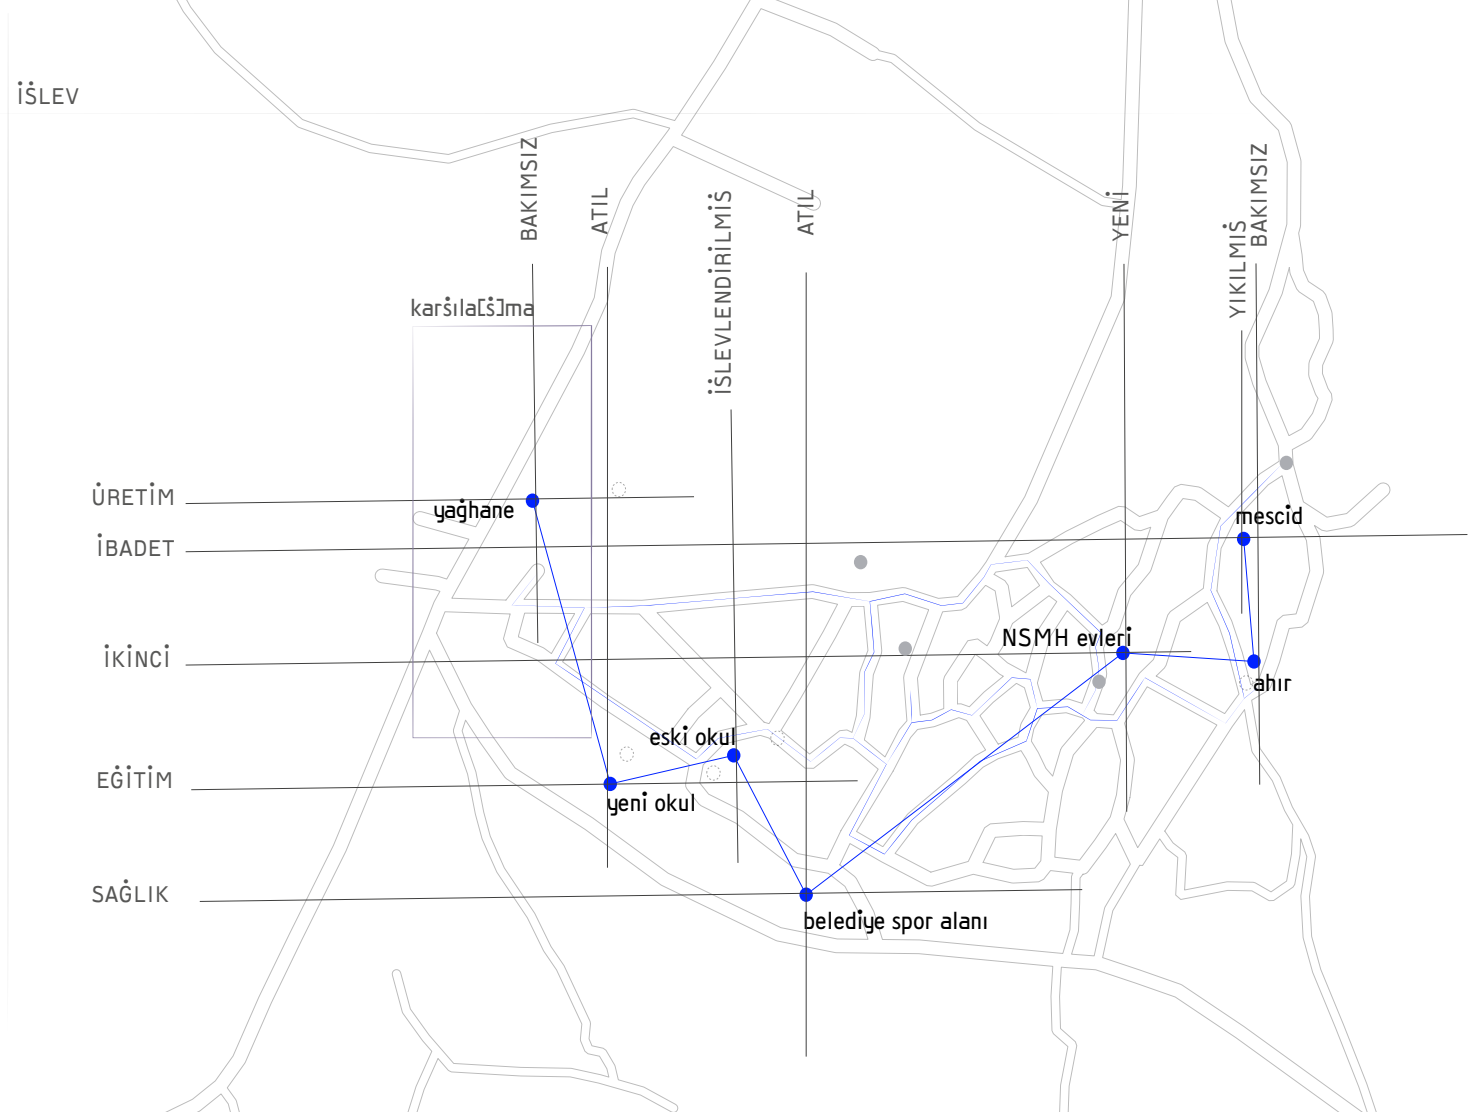 İŞLEV
BAKIMSIZ
ATIL
İŞLEVLENDİRİLMİŞ
ATIL
YENİ
YIKILMIŞ
BAKIMSIZ
karşıla[ş]ma
ÜRETİM
yağhane
mescid
İBADET
NSMH evleri
İKİNCİ
ahır
eski okul
EĞİTİM
yeni okul
SAĞLIK
belediye spor alanı